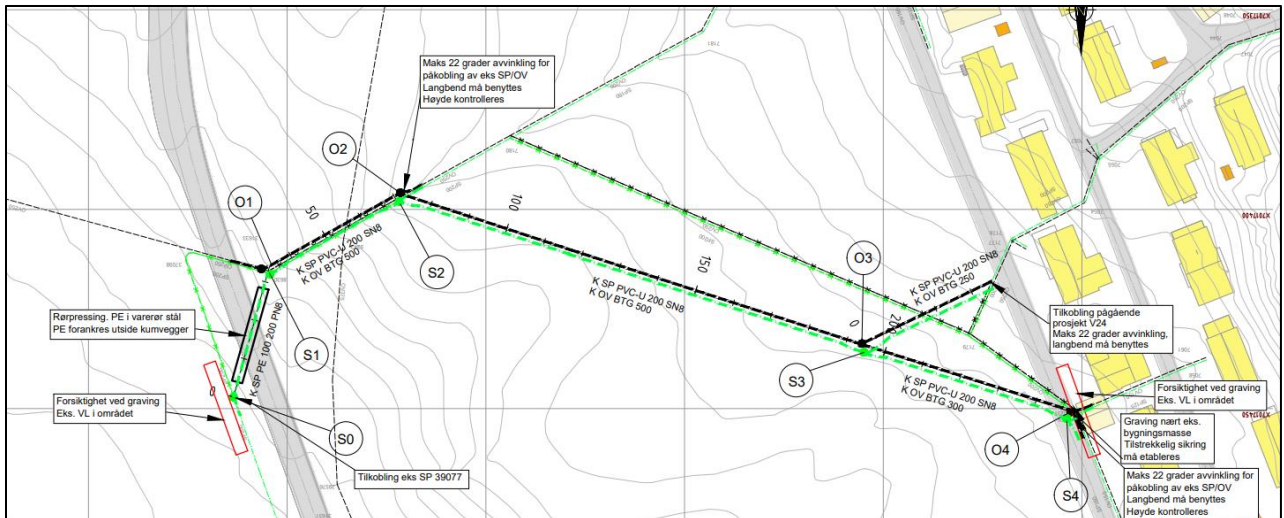 Maks 22 grader avvinkling for
påkobling av eks SP/OV
Langbend må benyttes
Høyde kontrolleres
7181
7180
O2
O1
50
100
K SP PVC-U 200 SN8
K OV BTG 500
S2
150
O3
K SP PVC-U 200 SN8
K OV BTG 250
Rørpressing. PE i varerør stål
PE forankres utside kumvegger
K SP PVC-U 200 SN8
K OV BTG 500
0
200
Tilkobling pågående
prosjekt V24
Maks 22 grader avvinkling,
langbend må benyttes
S1
K SP PE 100 200 PN8
S3
7179
Forsiktighet ved graving
Eks. VL i området
0
K SP PVC-U 200 SN8
K OV BTG 300
Forsiktighet ved graving
Eks. VL i området
S0
O4
Graving nært eks.
bygningsmasse
Tilstrekkelig sikring
må etableres
Tilkobling eks SP 39077
S4
Maks 22 grader avvinkling for
påkobling av eks SP/OV
Langbend må benyttes
Høyde kontrolleres